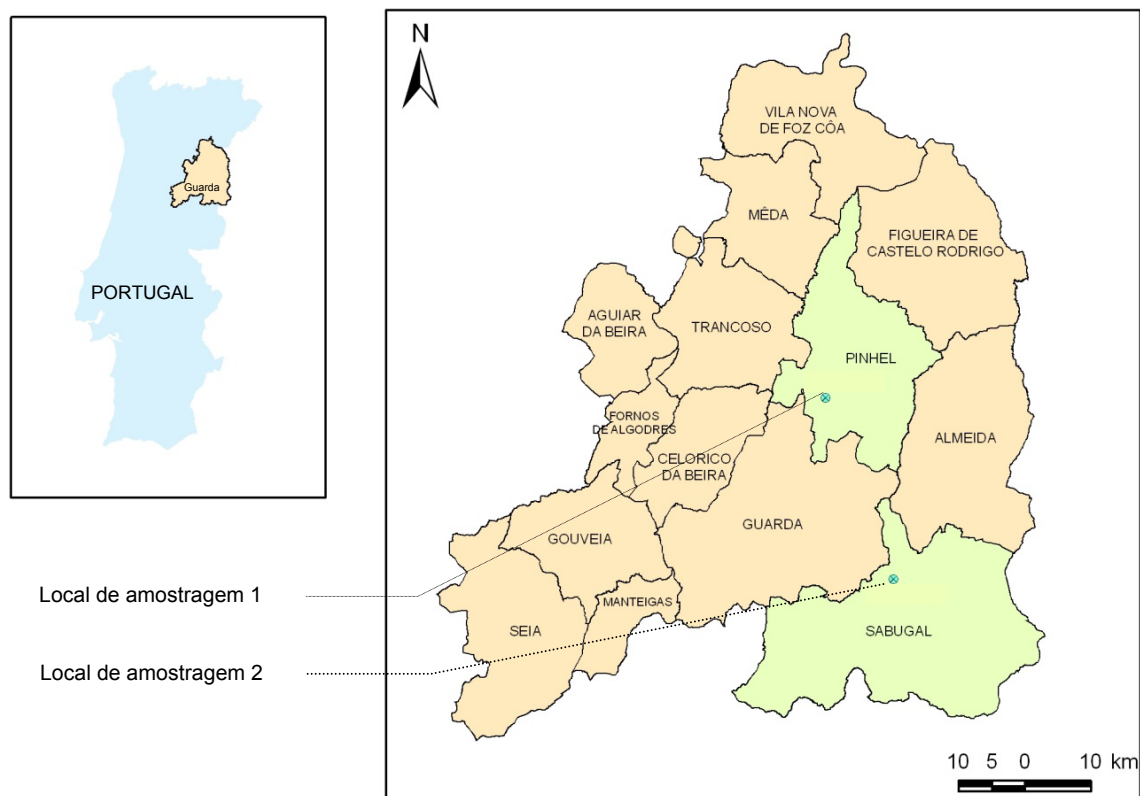 Guarda
PORTUGAL
Local de amostragem 1
Local de amostragem 2
N
VILA NOVA
DE FOZ CÔA
MÊDA
FIGUEIRA DE
CASTELO RODRIGO
AGUIAR
DA BEIRA
TRANCOSO
PINHEL
FORNOS
DE ALGODRES
CELORICO
DA BEIRA
ALMEIDA
GUARDA
GOUVEIA
MANTEIGAS
SEIA
SABUGAL
10 5 0 10 km